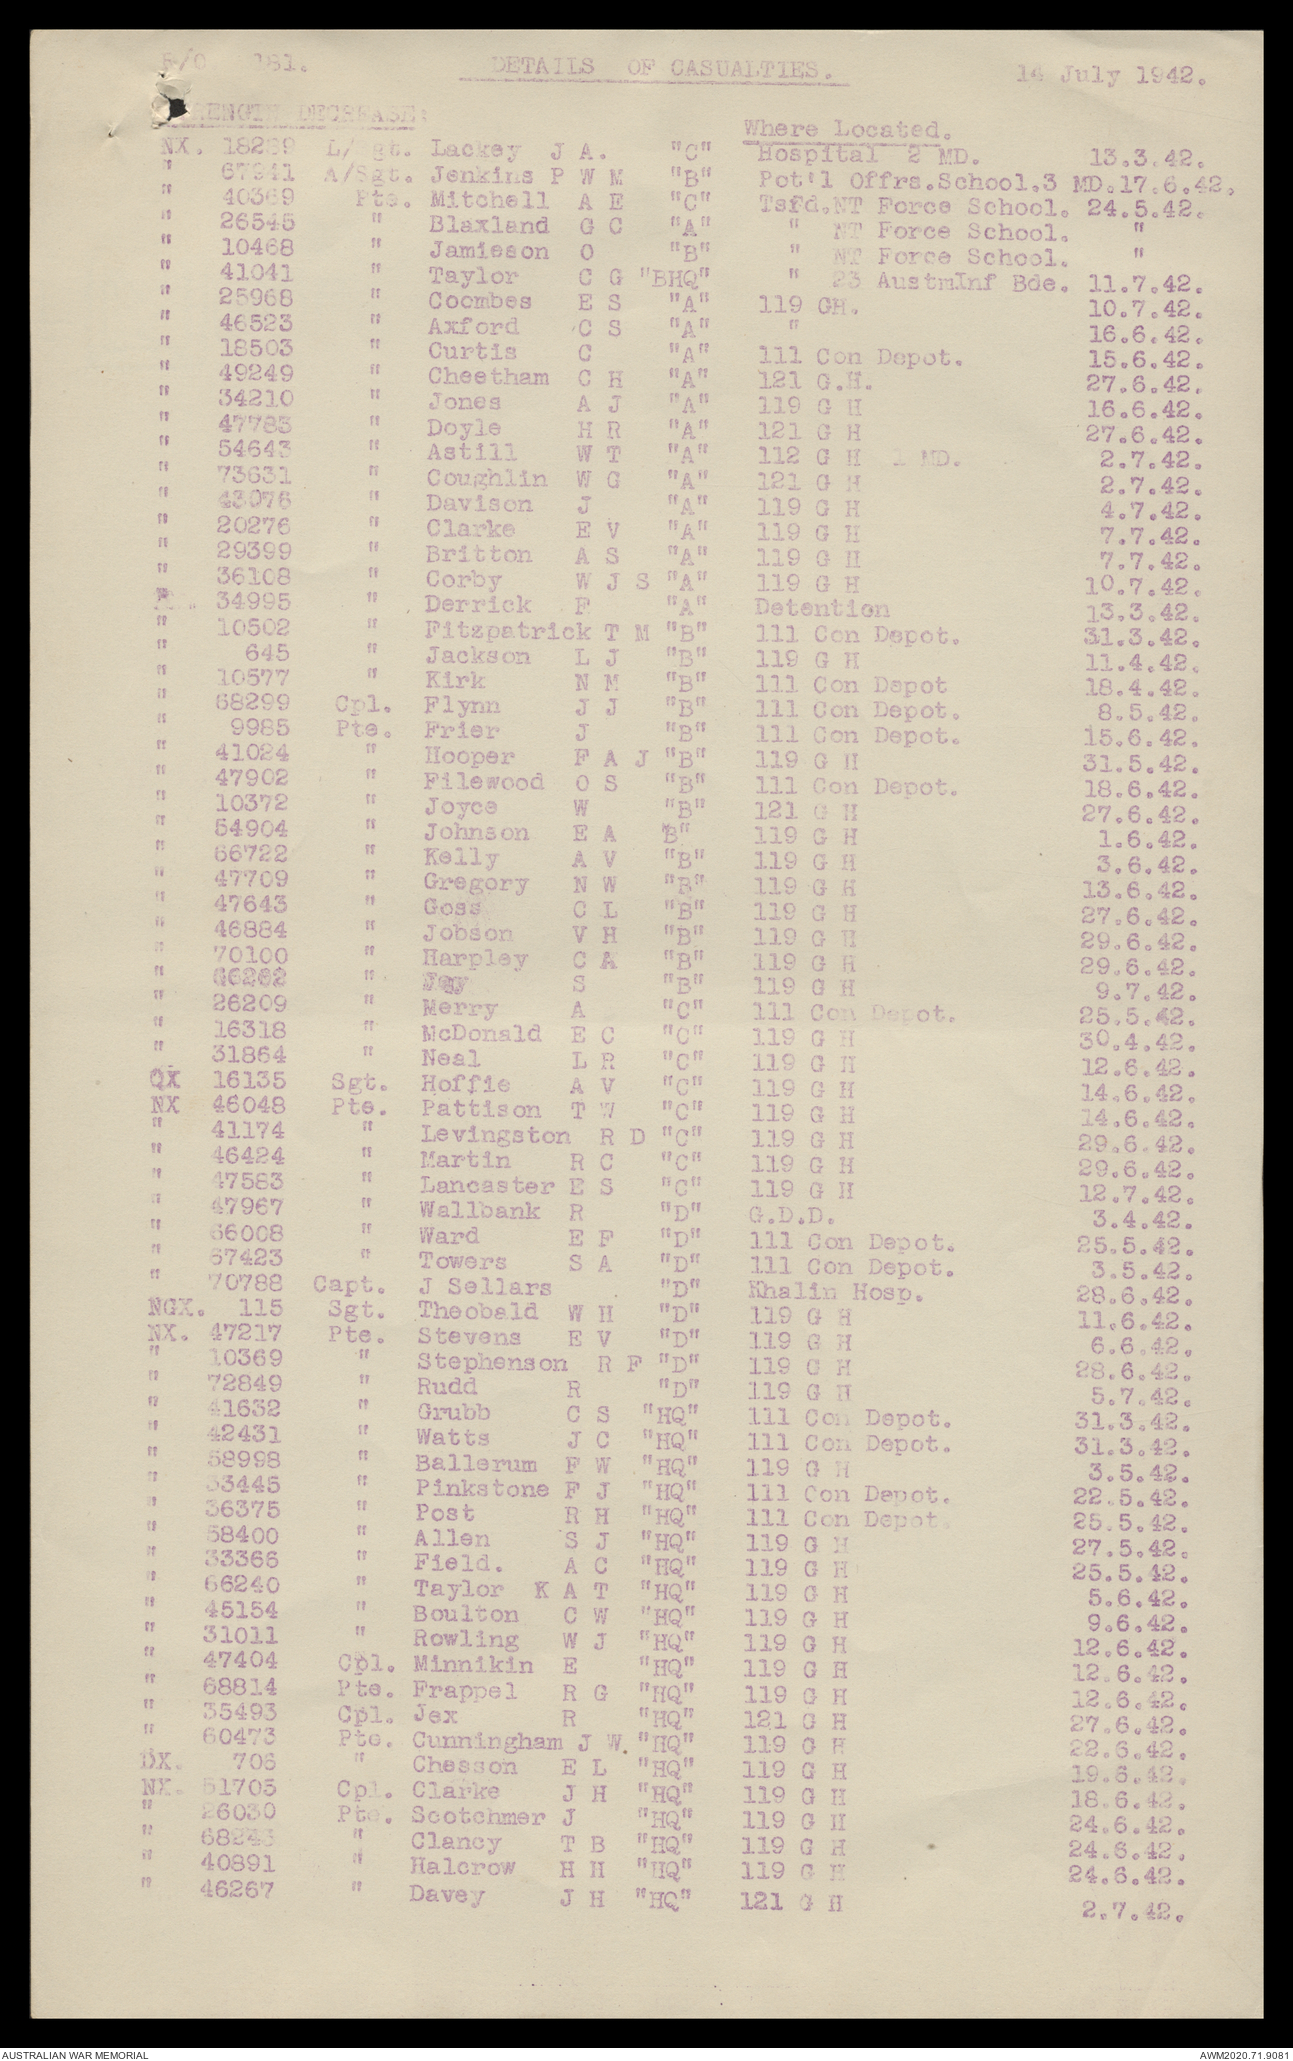 181. DETAILS OF CASUALTIES. 14 July 1942.
DECREASE:
Where Located.
NX. 18239 L/Sgt. Lackey J A. "C" Hospital 2 MD. 13.3.42.
" 67941 A/Sgt. Jenkins P W M "B" Pot'l Offrs.School.3 MD.17.6.42.
" 40369 Pte. Mitchell A E "C" Tsfd.NT Force School. 24.5.42.
" 26545 " Blaxland G C "A" " NT Force School. "
" 10468 " Jamieson O "B" " NT Force School. "
" 41041 " Taylor C G "BHQ" " 23 AustmInf Bde. 11.7.42.
" 25968 " Coombes E S "A" 119 GH. 10.7.42.
" 46523 " Axford C S "A" " 16.6.42.
" 18503 " Curtis C "A" 111 Con Depot. 15.6.42.
" 49249 " Cheetham C H "A" 121 G.H. 27.6.42.
" 34210 " Jones A J "A" 119 G H 16.6.42.
" 47783 " Doyle H R "A" 121 G H 27.6.42.
" 54643 " Astill W T "A" 112 G H 1 MD. 2.7.42.
" 73631 " Coughlin W G "A" 121 G H 2.7.42.
" 43076 " Davison J "A" 119 G H 4.7.42.
" 20276 " Clarke E V "A" 119 G H 7.7.42.
" 29399 " Britton A S "A" 119 G H 7.7.42.
" 36108 " Corby W J S "A" 119 G H 10.7.42.
34995 " Derrick F "A" Detention 13.3.42.
" 10502 " Fitzpatrick T M "B" 111 Con Depot. 31.3.42.
" 645 " Jackson L J "B" 119 G H 11.4.42.
" 10577 " Kirk N M "B" 111 Con Depot 18.4.42.
" 68299 Cpl. Flynn J J "B" 111 Con Depot. 8.5.42.
" 9985 Pte. Frier J "B" 111 Con Depot. 15.6.42.
" 41024 " Hooper F A J "B" 119 G H 31.5.42.
" 47902 " Filewood O S "B" 111 Con Depot. 18.6.42.
" 10372 " Joyce W "B" 121 G H 27.6.42.
" 54904 " Johnson E A "B" 119 G H 1.6.42.
" 66722 " Kelly A V "B" 119 G H 3.6.42.
" 47709 " Gregory N W "B" 119 G H 13.6.42.
" 47643 " Goss C L "B" 119 G H 27.6.42.
" 46884 " Jobson V H "B" 119 G H 29.6.42.
" 70100 " Harpley C A "B" 119 G H 29.6.42.
" 66262 " S "B" 119 G H 9.7.42.
" 26209 " Merry A "C" 111 Con Depot. 25.5.42.
" 16318 " McDonald E C "C" 119 G H 30.4.42.
" 31864 " Neal L R "C" 119 G H 12.6.42.
QX 16135 Sgt. Hoffie A V "C" 119 G H 14.6.42.
NX 46048 Pte. Pattison T W "C" 119 G H 14.6.42.
" 41174 " Levingston R D "C" 119 G H 29.6.42.
" 46424 " Martin R C "C" 119 G H 29.6.42.
" 47583 " Lancaster E S "C" 119 G H 12.7.42.
" 47967 " Wallbank R "D" G.D.D. 3.4.42.
" 66008 " Ward E F "D" 111 Con Depot. 25.5.42.
" 67423 " Towers S A "D" 111 Con Depot. 3.5.42.
" 70788 Capt. J Sellars "D" Khalin Hosp. 28.6.42.
NGX. 115 Sgt. Theobald W H "D" 119 G H 11.6.42.
NX. 47217 Pte. Stevens E V "D" 119 G H 6.6.42.
" 10369 " Stephenson R F "D" 119 G H 28.6.42.
" 72849 " Rudd R "D" 119 G H 5.7.42.
" 41632 " Grubb C S "HQ" 111 Con Depot. 31.3.42.
" 42431 " Watts J C "HQ" 111 Con Depot. 31.3.42.
" 58998 " Ballerum F W "HQ" 119 G H 3.5.42.
" 33445 " Pinkstone F J "HQ" 111 Con Depot. 22.5.42.
" 36375 " Post R H "HQ" 111 Con Depot. 25.5.42.
" 58400 " Allen S J "HQ" 119 G H 27.5.42.
" 33366 " Field. A C "HQ" 119 G H 25.5.42.
" 66240 " Taylor K A T "HQ" 119 G H 5.6.42.
" 45154 " Boulton C W "HQ" 119 G H 9.6.42.
" 31011 " Rowling W J "HQ" 119 G H 12.6.42.
" 47404 Cpl. Minnikin E "HQ" 119 G H 12.6.42.
" 68814 Pte. Frappel R G "HQ" 119 G H 12.6.42.
" 35493 Cpl. Jex R "HQ" 121 G H 27.6.42.
" 60473 Pte. Cunningham J W. "HQ" 119 G H 22.6.42.
DX. 706 " Chesson E L "HQ" 119 G H 19.6.42.
NX. 51705 Cpl. Clarke J H "HQ" 119 G H 18.6.42.
" 26030 Pte. Scotchmer J "HQ" 119 G H 24.6.42.
" 68243 " Clancy T B "HQ" 119 G H 24.6.42.
" 40891 " Halcrow H H "HQ" 119 G H 24.6.42.
" 46267 " Davey J H "HQ" 121 G H 2.7.42.
AUSTRALIAN WAR MEMORIAL AWM2020.71.9081